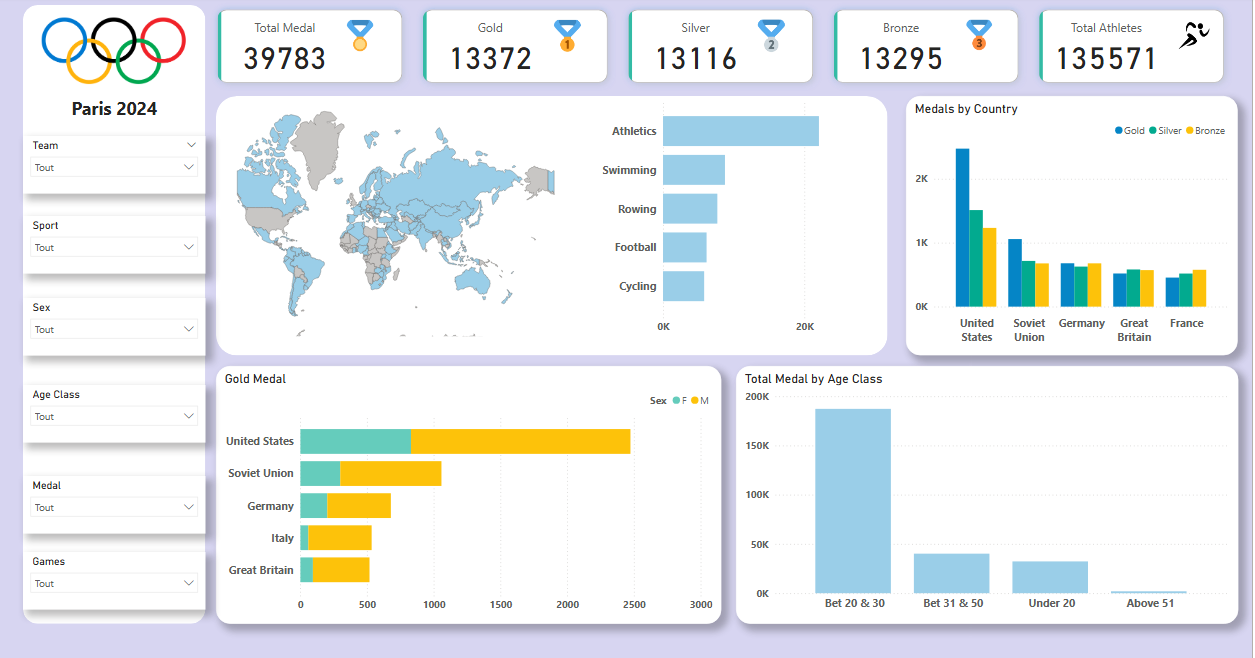 Paris 2024
Team
Tout
Sport
Tout
Sex
Tout
Age Class
Tout
Medal
Tout
Games
Tout
Total Medal
39783
Gold
13372
1
Silver
13116
2
Bronze
13295
3
Total Athletes
135571
Athletics
Swimming
Rowing
Football
Cycling
0K 20K
Medals by Country
Gold Silver Bronze
2K
1K
0K
United States
Soviet Union
Germany
Great Britain
France
Gold Medal
Sex F M
United States
Soviet Union
Germany
Italy
Great Britain
0 500 1000 1500 2000 2500 3000
Total Medal by Age Class
200K
150K
100K
50K
0K
Bet 20 & 30 Bet 31 & 50 Under 20 Above 51